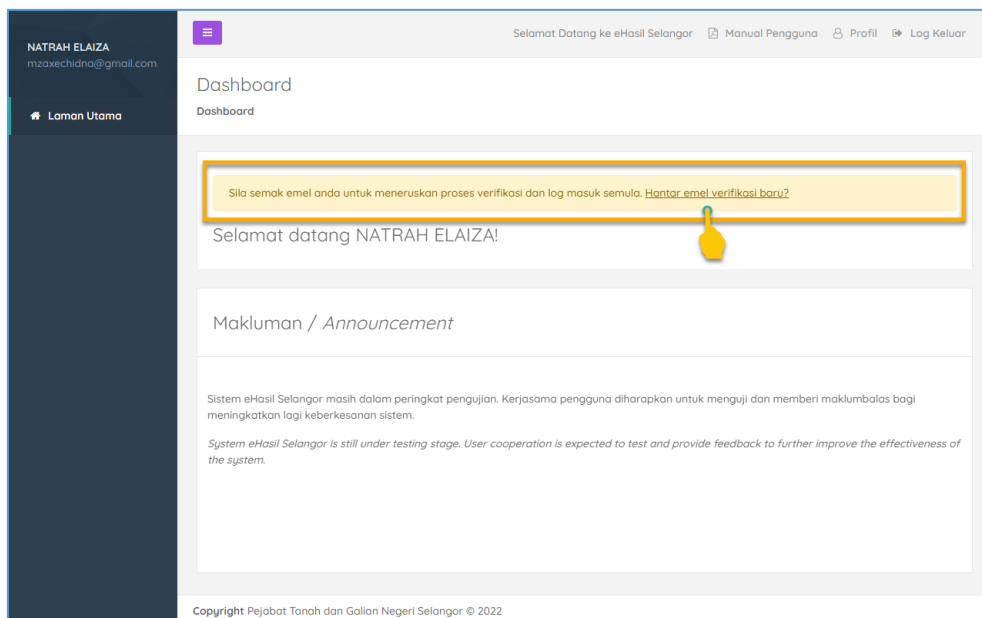 NATRAH ELAIZA
mzaxechidna@gmail.com
Laman Utama
Selamat Datang ke eHasil Selangor Manual Pengguna Profil Log Keluar
Dashboard
Dashboard
Sila semak emel anda untuk meneruskan proses verifikasi dan log masuk semula. Hantar emel verifikasi baru?
Selamat datang NATRAH ELAIZA!
Makluman / Announcement
Sistem eHasil Selangor masih dalam peringkat pengujian. Kerjasama pengguna diharapkan untuk menguji dan memberi maklumbalas bagi
meningkatkan lagi keberkesanan sistem.
System eHasil Selangor is still under testing stage. User cooperation is expected to test and provide feedback to further improve the effectiveness of
the system.
Copyright Pejabat Tanah dan Galian Negeri Selangor © 2022